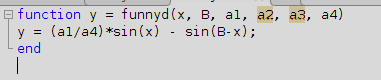 function y = funnyd(x, B, a1, a2, a3, a4)
y = (a1/a4)*sin(x) - sin(B-x);
end